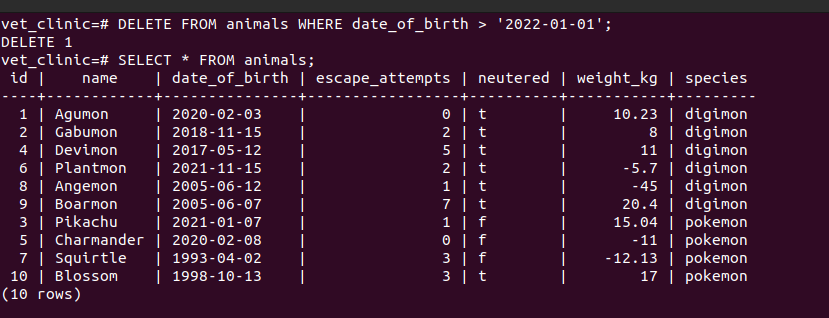 vet_clinic=# DELETE FROM animals WHERE date_of_birth > '2022-01-01';
DELETE 1
vet_clinic=# SELECT * FROM animals;
 id |    name    | date_of_birth | escape_attempts | neutered | weight_kg | species
----+------------+---------------+-----------------+----------+-----------+---------
  1 | Agumon     | 2020-02-03    |               0 | t        |     10.23 | digimon
  2 | Gabumon    | 2018-11-15    |               2 | t        |         8 | digimon
  4 | Devimon    | 2017-05-12    |               5 | t        |        11 | digimon
  6 | Plantmon   | 2021-11-15    |               2 | t        |      -5.7 | digimon
  8 | Angemon    | 2005-06-12    |               1 | t        |       -45 | digimon
  9 | Boarmon    | 2005-06-07    |               7 | t        |      20.4 | digimon
  3 | Pikachu    | 2021-01-07    |               1 | f        |     15.04 | pokemon
  5 | Charmander | 2020-02-08    |               0 | f        |       -11 | pokemon
  7 | Squirtle   | 1993-04-02    |               3 | f        |    -12.13 | pokemon
 10 | Blossom    | 1998-10-13    |               3 | t        |        17 | pokemon
(10 rows)